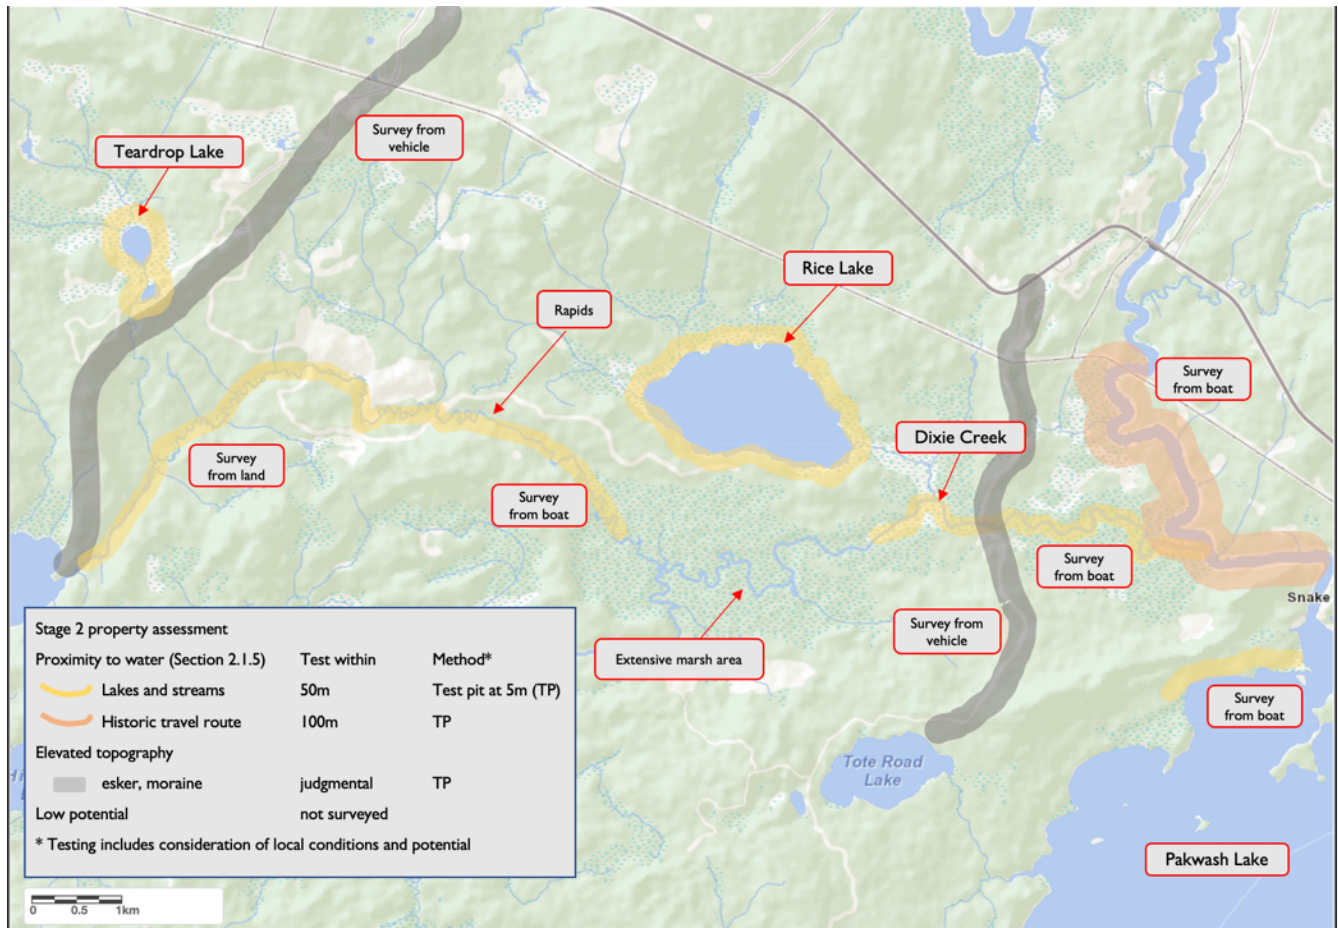 Survey from
vehicle
Teardrop Lake
Rice Lake
Rapids
Survey
from boat
Dixie Creek
Survey
from land
Survey
from boat
Survey
from boat
Snake
Survey from
vehicle
Extensive marsh area
Survey
from boat
Tote Road
Lake
Pakwash Lake
Stage 2 property assessment
Proximity to water (Section 2.1.5) Test within Method*
Lakes and streams 50m Test pit at 5m (TP)
Historic travel route 100m TP
Elevated topography
esker, moraine judgmental TP
Low potential not surveyed
* Testing includes consideration of local conditions and potential
0 0.5 1km